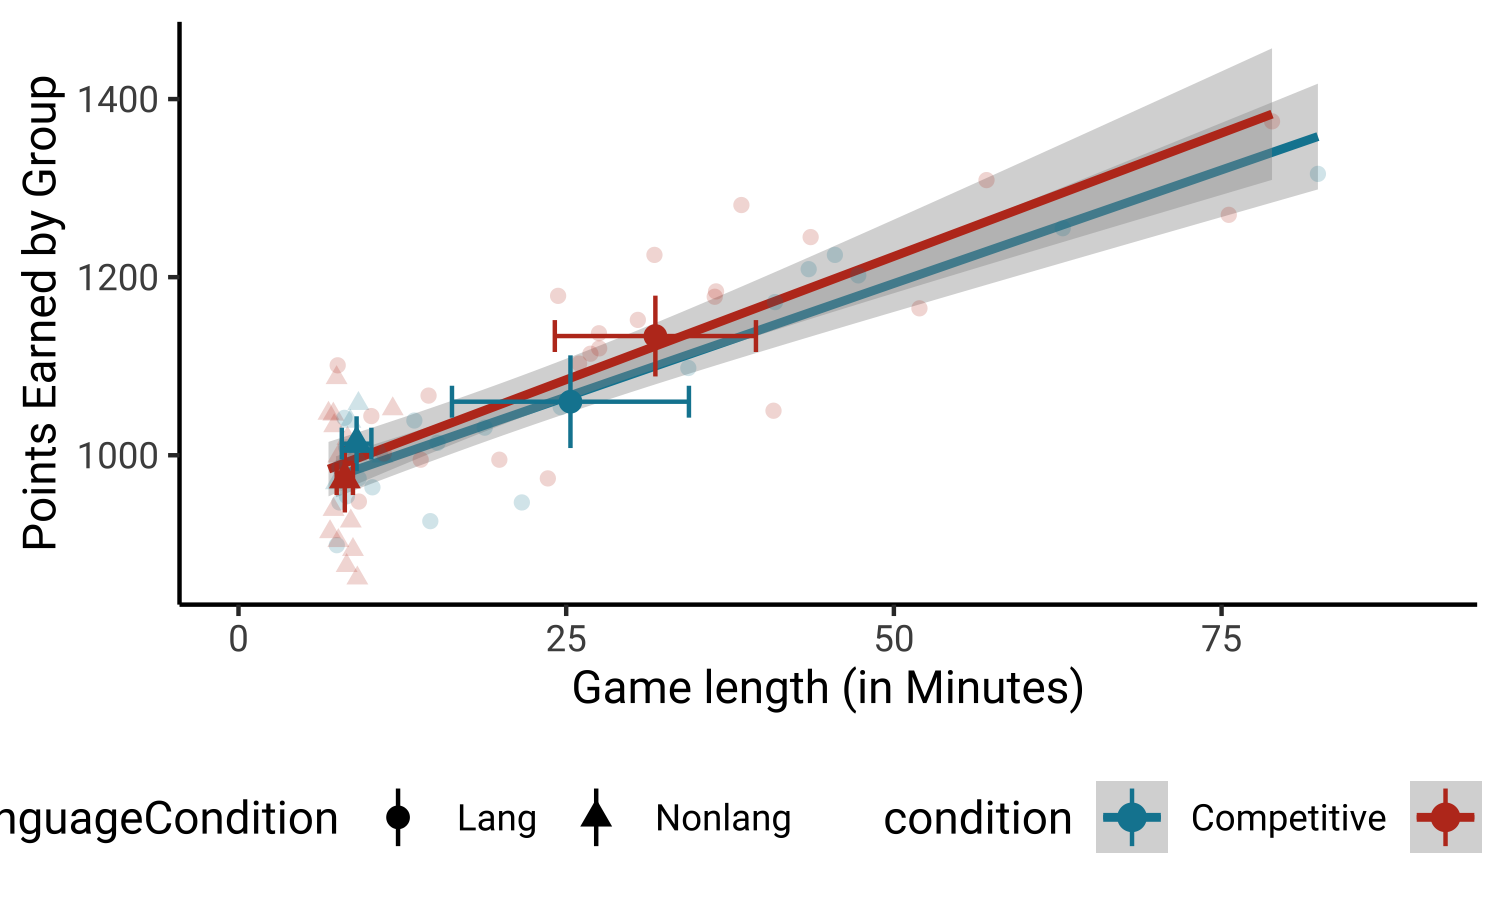 Points Earned by Group
1400
1200
1000
0 25 50 75
Game length (in Minutes)
nguageCondition Lang Nonlang condition Competitive